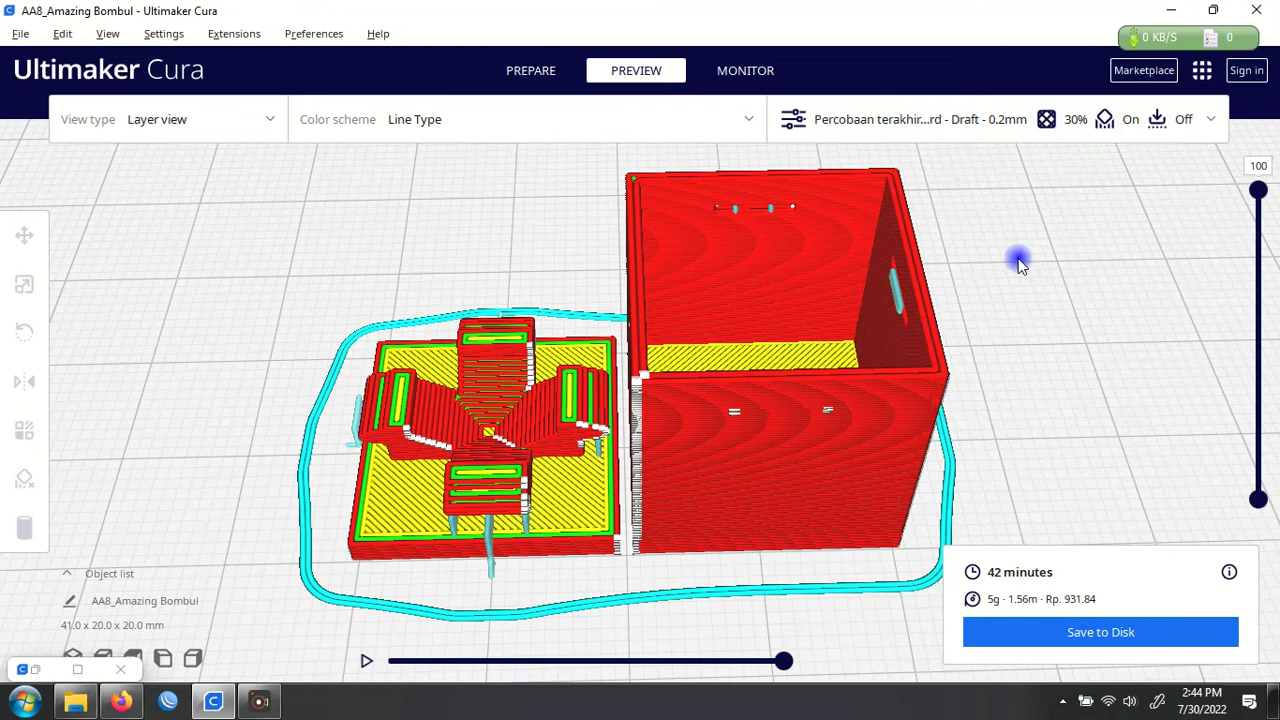 AA8_Amazing Bombul - Ultimaker Cura
File Edit View Settings Extensions Preferences Help
0 KB/S 0
Ultimaker Cura
PREPARE PREVIEW MONITOR
Marketplace Sign in
View type Layer view Color scheme Line Type Percobaan terakhir...rd - Draft - 0.2mm 30% On Off
100
42 minutes
Object list
AA8_Amazing Bombul
5g · 1.56m · Rp. 931.84
41.0 x 20.0 x 20.0 mm
Save to Disk
2:44 PM
7/30/2022